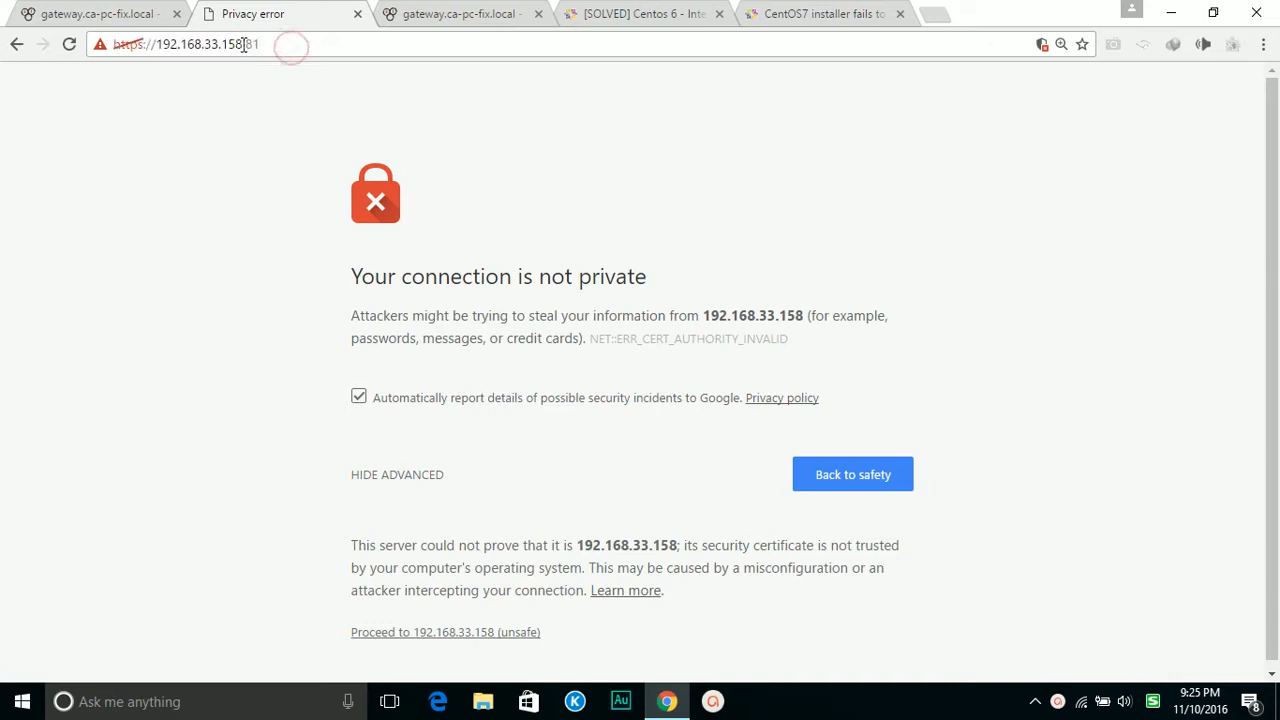 gateway.ca-pc-fix.local -
Privacy error
gateway.ca-pc-fix.local -
[SOLVED] Centos 6 - Inte
CentOS7 installer fails to
https://192.168.33.158:81
Your connection is not private
Attackers might be trying to steal your information from 192.168.33.158 (for example,
passwords, messages, or credit cards). NET::ERR_CERT_AUTHORITY_INVALID
Automatically report details of possible security incidents to Google. Privacy policy
HIDE ADVANCED
Back to safety
This server could not prove that it is 192.168.33.158; its security certificate is not trusted
by your computer's operating system. This may be caused by a misconfiguration or an
attacker intercepting your connection. Learn more.
Proceed to 192.168.33.158 (unsafe)
Ask me anything
Au
9:25 PM
11/10/2016
8